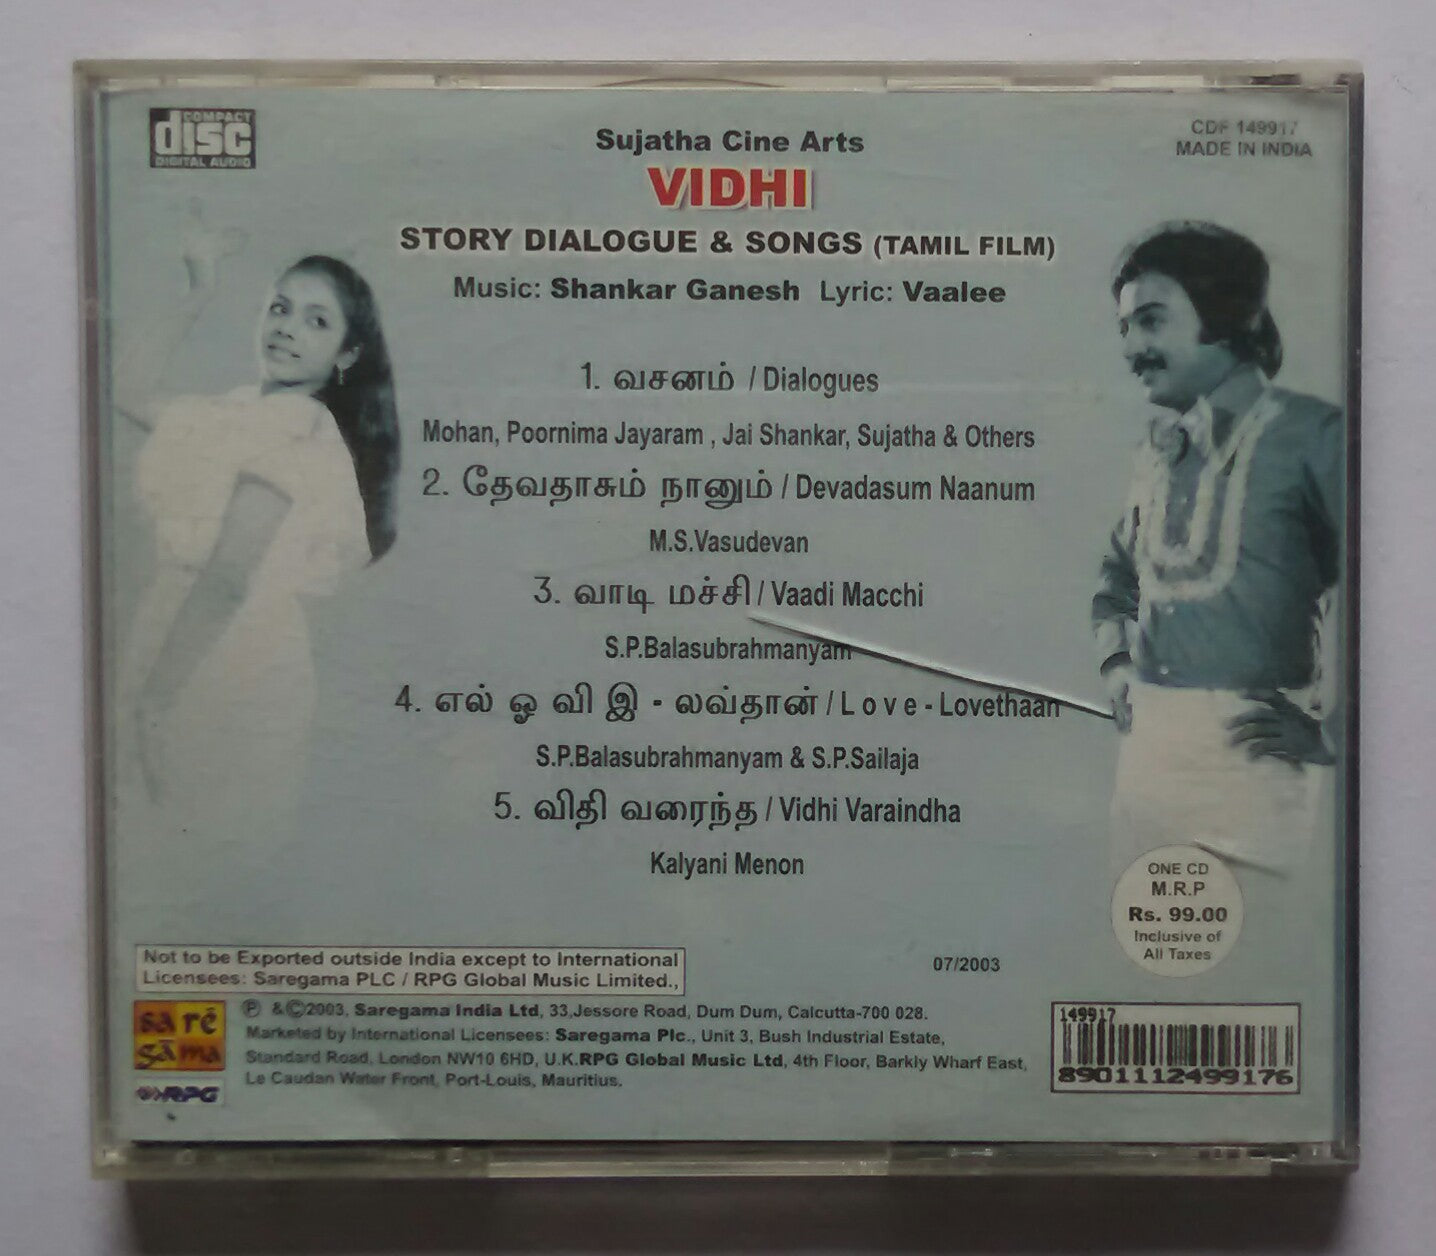 COMPACT
disc
DIGITAL AUDIO
CDF 149917
MADE IN INDIA
Sujatha Cine Arts
VIDHI
STORY DIALOGUE & SONGS (TAMIL FILM)
Music: Shankar Ganesh Lyric: Vaalee
1. வசனம் / Dialogues
Mohan, Poornima Jayaram , Jai Shankar, Sujatha & Others
2. தேவதாசும் நானும் / Devadasum Naanum
M.S.Vasudevan
3. வாடி மச்சி / Vaadi Macchi
S.P.Balasubrahmanyam
4. எல் ஓ வி இ - லவ்தான் / L o v e - Lovethaan
S.P.Balasubrahmanyam & S.P.Sailaja
5. விதி வரைந்த / Vidhi Varaindha
Kalyani Menon
ONE CD
M.R.P
Rs. 99.00
Inclusive of
All Taxes
Not to be Exported outside India except to International
Licensees: Saregama PLC / RPG Global Music Limited.,
07/2003
sa re
ga ma
RPG
℗ &©2003, Saregama India Ltd, 33,Jessore Road, Dum Dum, Calcutta-700 028.
Marketed by International Licensees: Saregama Plc., Unit 3, Bush Industrial Estate,
Standard Road, London NW10 6HD, U.K.RPG Global Music Ltd, 4th Floor, Barkly Wharf East,
Le Caudan Water Front, Port-Louis, Mauritius.
149917
8901112499176